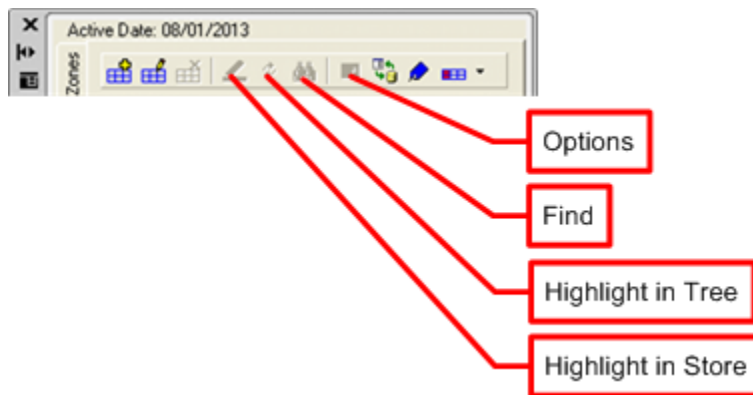 Active Date: 08/01/2013
Zones
Options
Find
Highlight in Tree
Highlight in Store